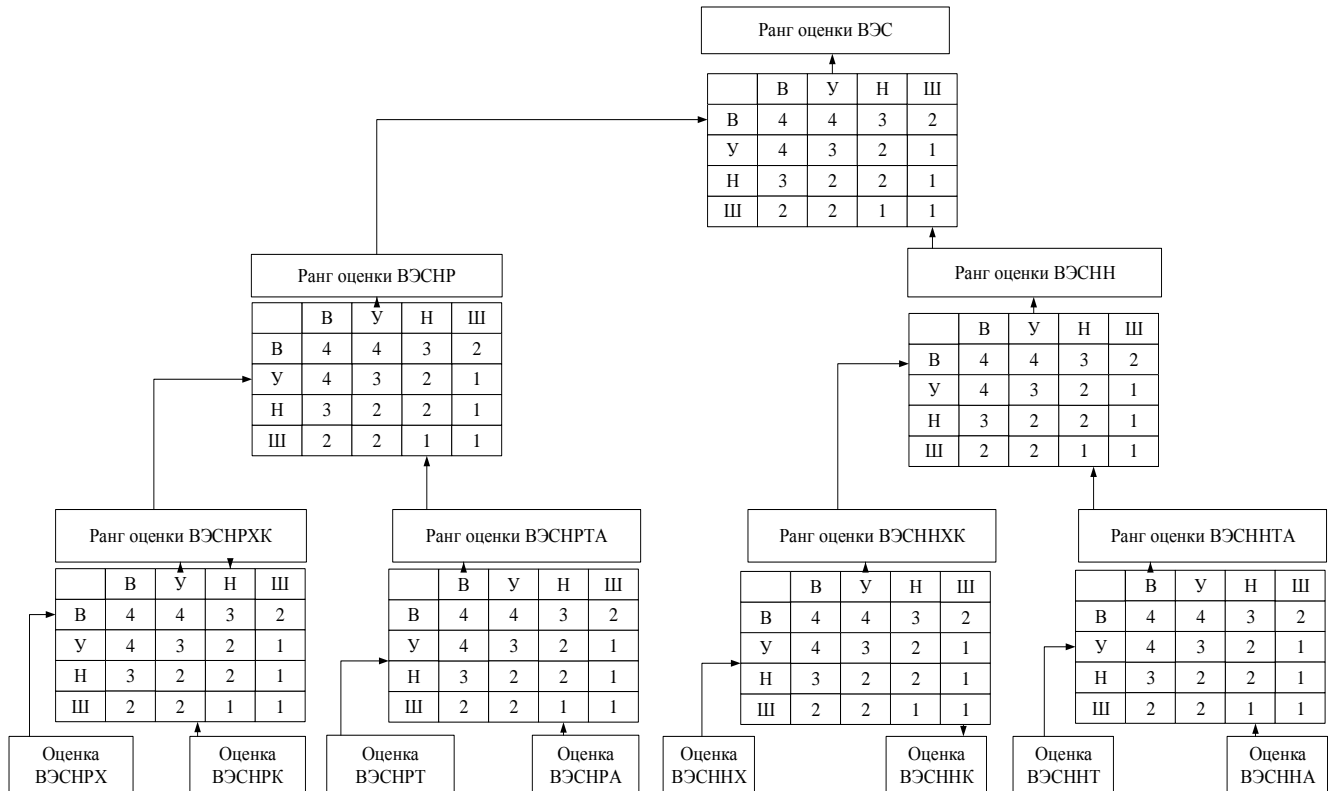 Ранг оценки ВЭС
В У Н Ш
В 4 4 3 2
У 4 3 2 1
Н 3 2 2 1
Ш 2 2 1 1
Ранг оценки ВЭСНР
В У Н Ш
В 4 4 3 2
У 4 3 2 1
Н 3 2 2 1
Ш 2 2 1 1
Ранг оценки ВЭСНН
В У Н Ш
В 4 4 3 2
У 4 3 2 1
Н 3 2 2 1
Ш 2 2 1 1
Ранг оценки ВЭСНРХК
В У Н Ш
В 4 4 3 2
У 4 3 2 1
Н 3 2 2 1
Ш 2 2 1 1
Ранг оценки ВЭСНРТА
В У Н Ш
В 4 4 3 2
У 4 3 2 1
Н 3 2 2 1
Ш 2 2 1 1
Ранг оценки ВЭСННХК
В У Н Ш
В 4 4 3 2
У 4 3 2 1
Н 3 2 2 1
Ш 2 2 1 1
Ранг оценки ВЭСННТА
В У Н Ш
В 4 4 3 2
У 4 3 2 1
Н 3 2 2 1
Ш 2 2 1 1
Оценка
ВЭСНРХ
Оценка
ВЭСНРК
Оценка
ВЭСНРТ
Оценка
ВЭСНРА
Оценка
ВЭСННХ
Оценка
ВЭСННК
Оценка
ВЭСННТ
Оценка
ВЭСННА